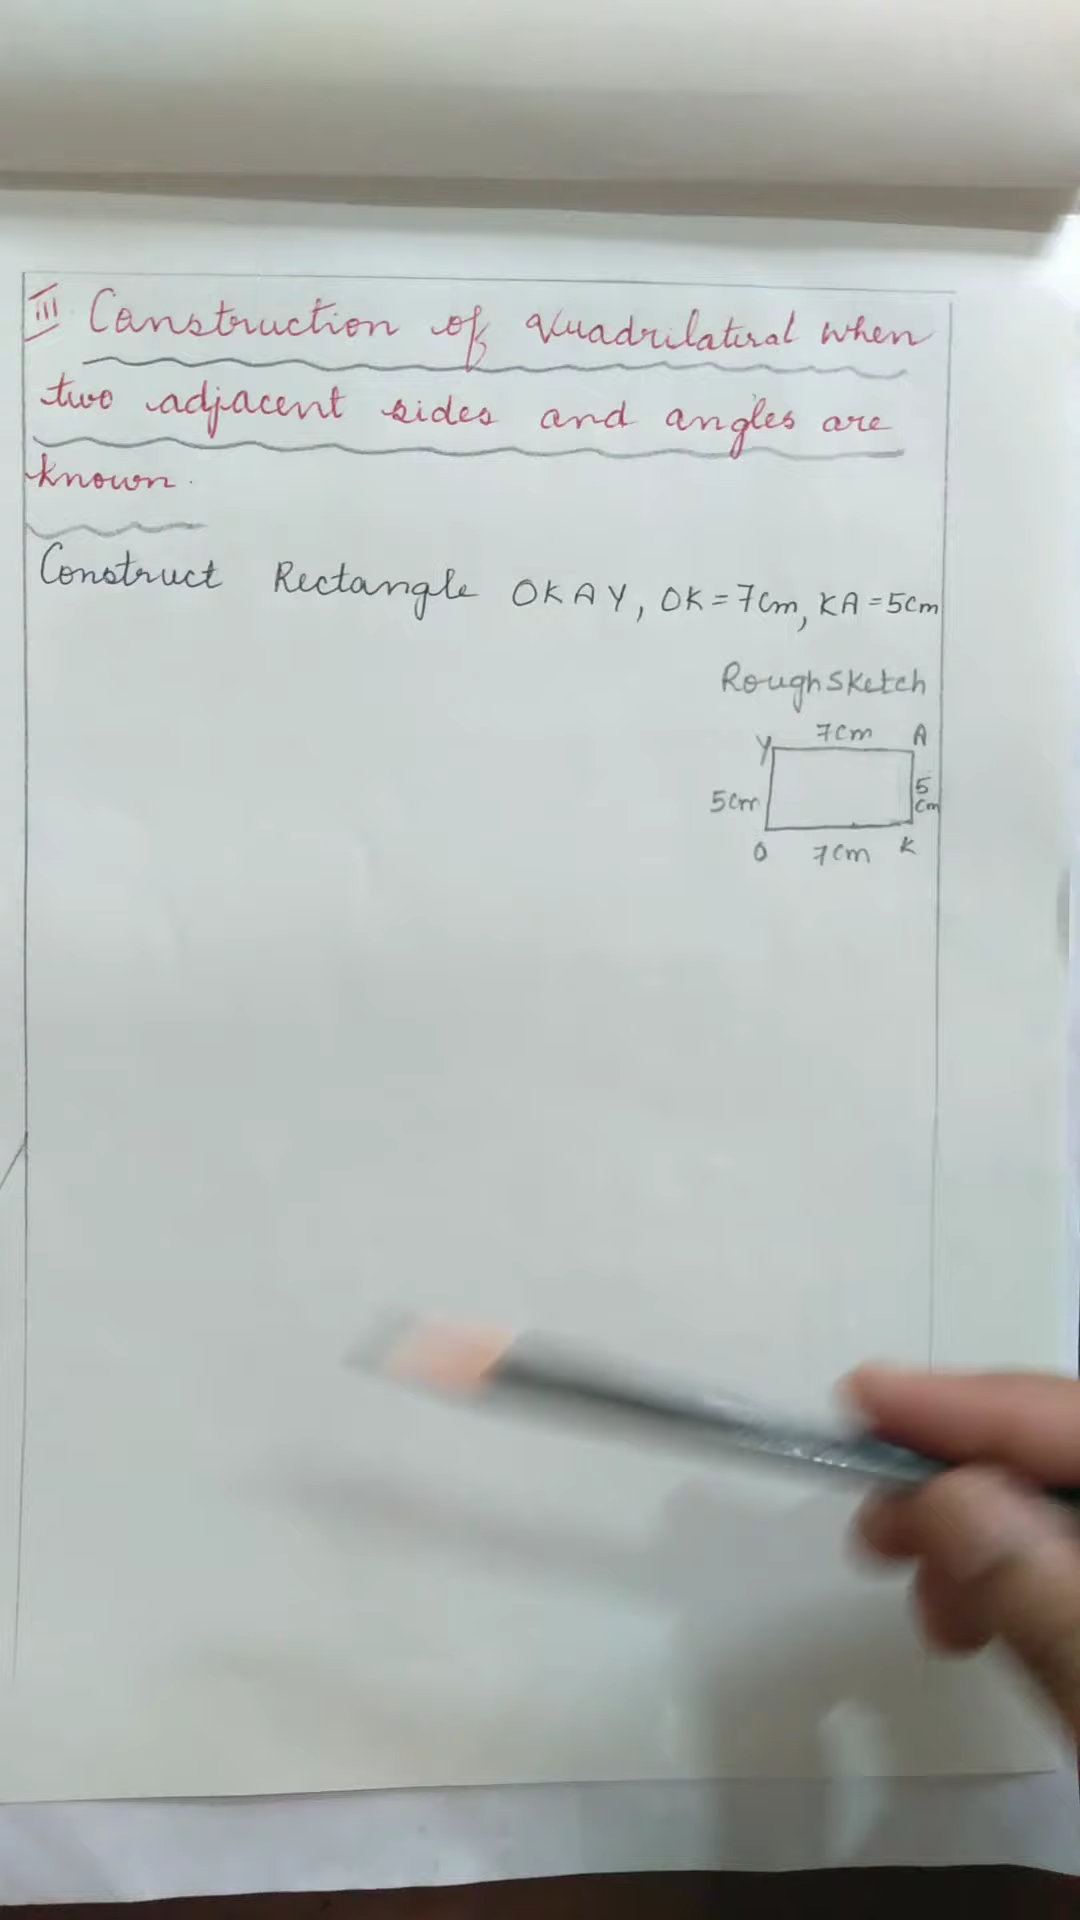 III Construction of Quadrilateral when
two adjacent sides and angles are
known.
Construct Rectangle OKAY, OK = 7cm, KA = 5cm
Rough Sketch
Y 7cm A
5cm 5 cm
O 7cm K